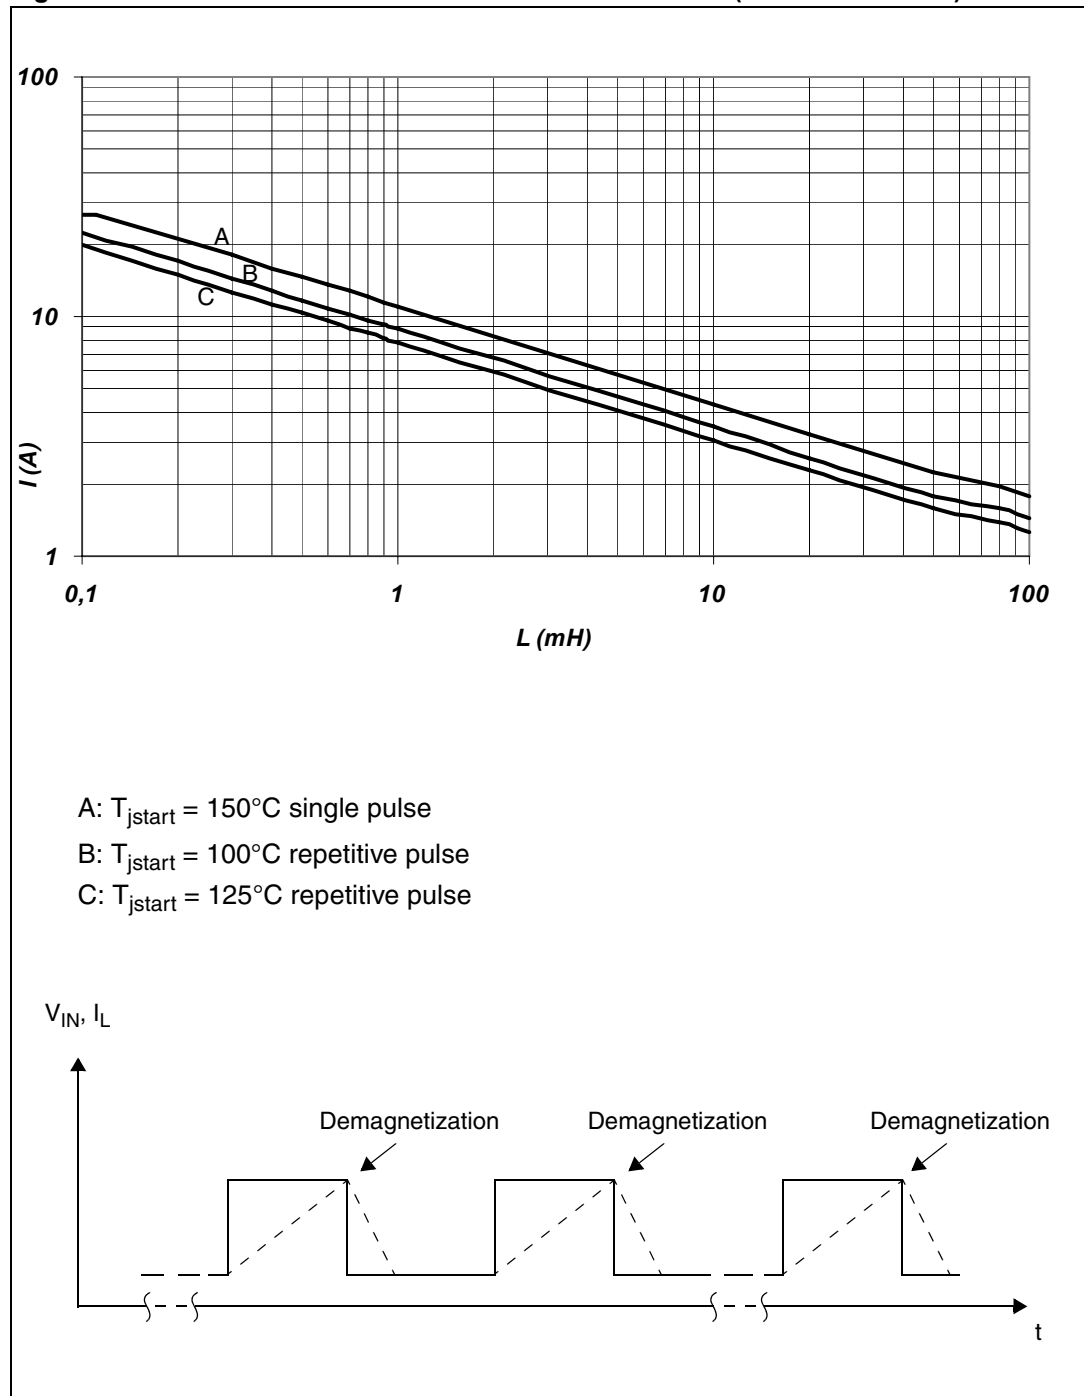 100
A
B
C
10
I (A)
1
0,1 1 10 100
L (mH)
A: Tjstart = 150°C single pulse
B: Tjstart = 100°C repetitive pulse
C: Tjstart = 125°C repetitive pulse
VIN, IL
Demagnetization Demagnetization Demagnetization
t